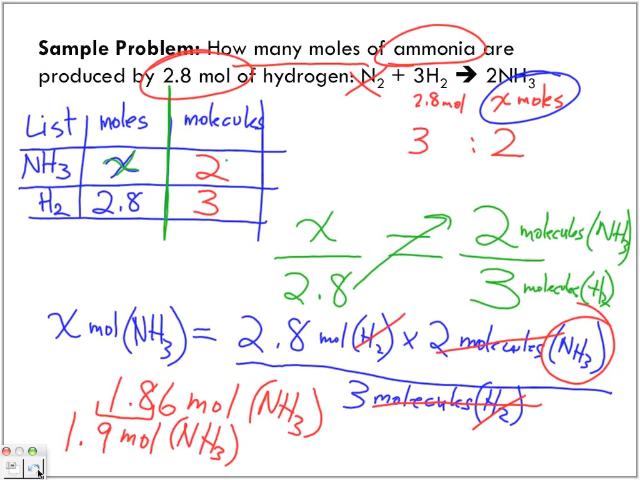 Sample Problem: How many moles of ammonia are
produced by 2.8 mol of hydrogen: N2 + 3H2 → 2NH3
2.8mol x moles
3 : 2
List moles molecules
NH3 x 2
H2 2.8 3
x = 2 molecules (NH3)
2.8 3 molecules (H2)
x mol (NH3) = 2.8 mol (H2) x 2 molecules (NH3)
3 molecules (H2)
1.86 mol (NH3)
1.9 mol (NH3)